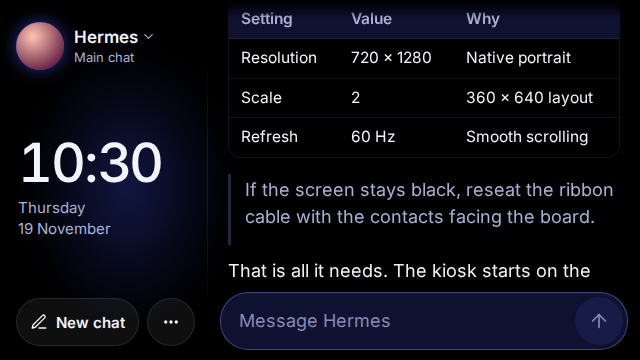 Hermes
Main chat
10:30
Thursday
19 November
New chat
Setting Value Why
Resolution 720 × 1280 Native portrait
Scale 2 360 × 640 layout
Refresh 60 Hz Smooth scrolling
If the screen stays black, reseat the ribbon
cable with the contacts facing the board.
That is all it needs. The kiosk starts on the
Message Hermes